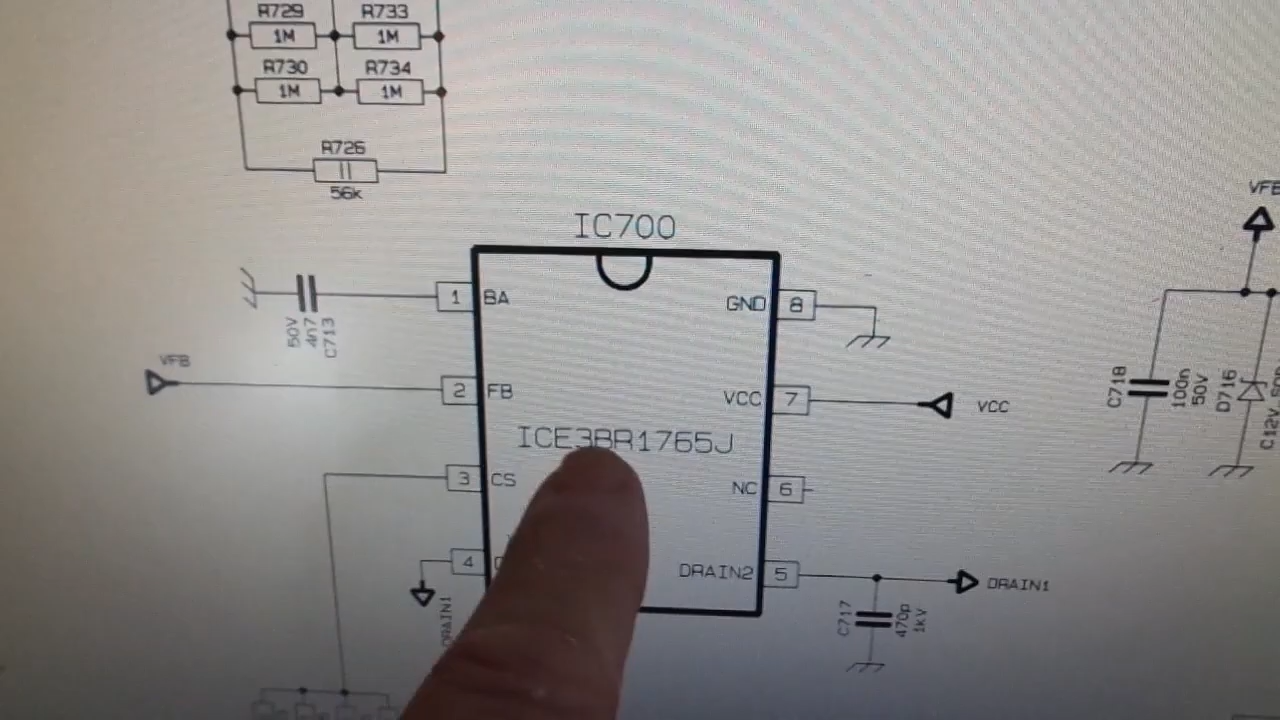 R729
R733
1M
1M
R730
R734
1M
1M
R726
56k
IC700
1
BA
GND
8
50V
4n7
C713
VFB
2
FB
VCC
7
VCC
ICE3BR1765J
3
CS
NC
6
4
DRAIN2
5
DRAIN1
C717
470p
1KV
C718
100n
50V
D716